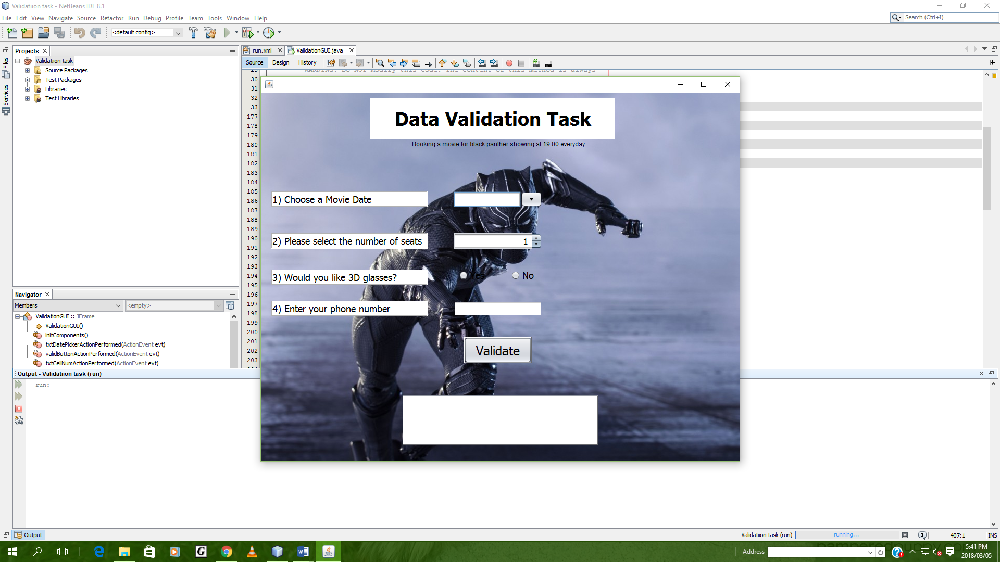 Validatiion task - NetBeans IDE 8.1
File Edit View Navigate Source Refactor Run Debug Profile Team Tools Window Help
Search (Ctrl+I)
<default config>
Projects
run.xml
ValidationGUI.java
Files
Services
Source Design History
Validatiion task
Source Packages
Test Packages
Libraries
Test Libraries
29
* WARNING: Do NOT modify this code. The content of this method is always
30
31
32
33
177
178
179
180
181
182
183
184
185
186
187
188
189
190
191
192
193
194
195
196
197
198
199
200
201
202
203
Data Validation Task
Booking a movie for black panther showing at 19:00 everyday
1) Choose a Movie Date
2) Please select the number of seats
1
3) Would you like 3D glasses?
Yes
No
4) Enter your phone number
Validate
Navigator
Members
<empty>
ValidationGUI :: JFrame
ValidationGUI()
initComponents()
txtDatePickerActionPerformed(ActionEvent evt)
validButtonActionPerformed(ActionEvent evt)
txtCellNumActionPerformed(ActionEvent evt)
Output - Validatiion task (run)
run:
Output
Validatiion task (run)
running...
1
407:1
INS
Address
5:41 PM
2018/03/05